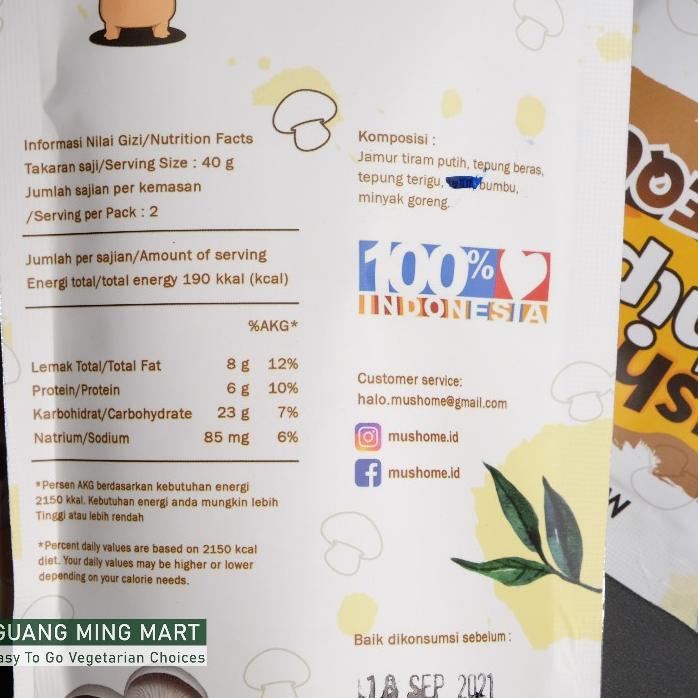 Informasi Nilai Gizi/Nutrition Facts
Takaran saji/Serving Size : 40 g
Jumlah sajian per kemasan
/Serving per Pack : 2
Jumlah per sajian/Amount of serving
Energi total/total energy 190 kkal (kcal)
%AKG*
Lemak Total/Total Fat 8 g 12%
Protein/Protein 6 g 10%
Karbohidrat/Carbohydrate 23 g 7%
Natrium/Sodium 85 mg 6%
*Persen AKG berdasarkan kebutuhan energi
2150 kkal. Kebutuhan energi anda mungkin lebih
Tinggi atau lebih rendah
*Percent daily values are based on 2150 kcal
diet. Your daily values may be higher or lower
depending on your calorie needs.
Komposisi :
Jamur tiram putih, tepung beras,
tepung terigu, bumbu,
minyak goreng.
100%
INDONESIA
Customer service:
halo.mushome@gmail.com
mushome.id
mushome.id
Baik dikonsumsi sebelum :
18 SEP 2021
GUANG MING MART
Easy To Go Vegetarian Choices